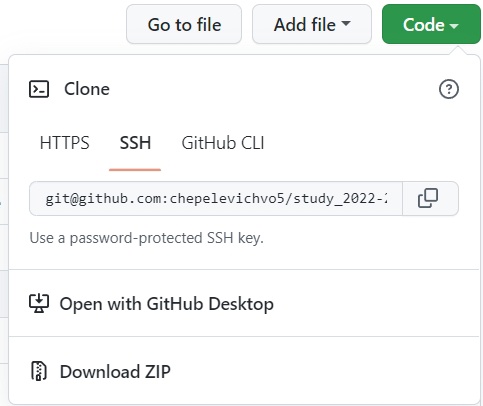 Go to file Add file Code
Clone
HTTPS SSH GitHub CLI
git@github.com:chepelevichvo5/study_2022-2
Use a password-protected SSH key.
Open with GitHub Desktop
Download ZIP